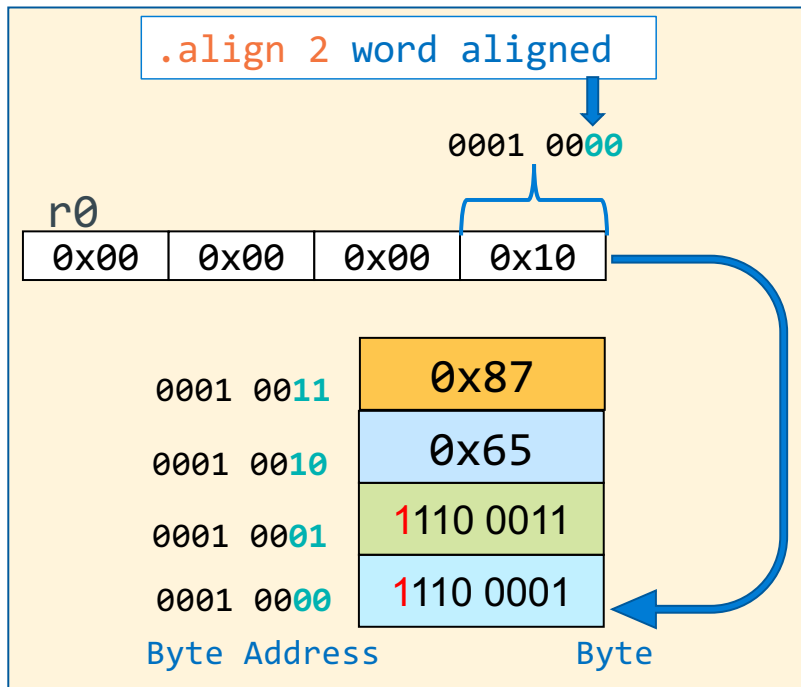 .align 2 word aligned
0001 0000
r0
0x00 0x00 0x00 0x10
0001 0011 0x87
0001 0010 0x65
0001 0001 1110 0011
0001 0000 1110 0001
Byte Address Byte